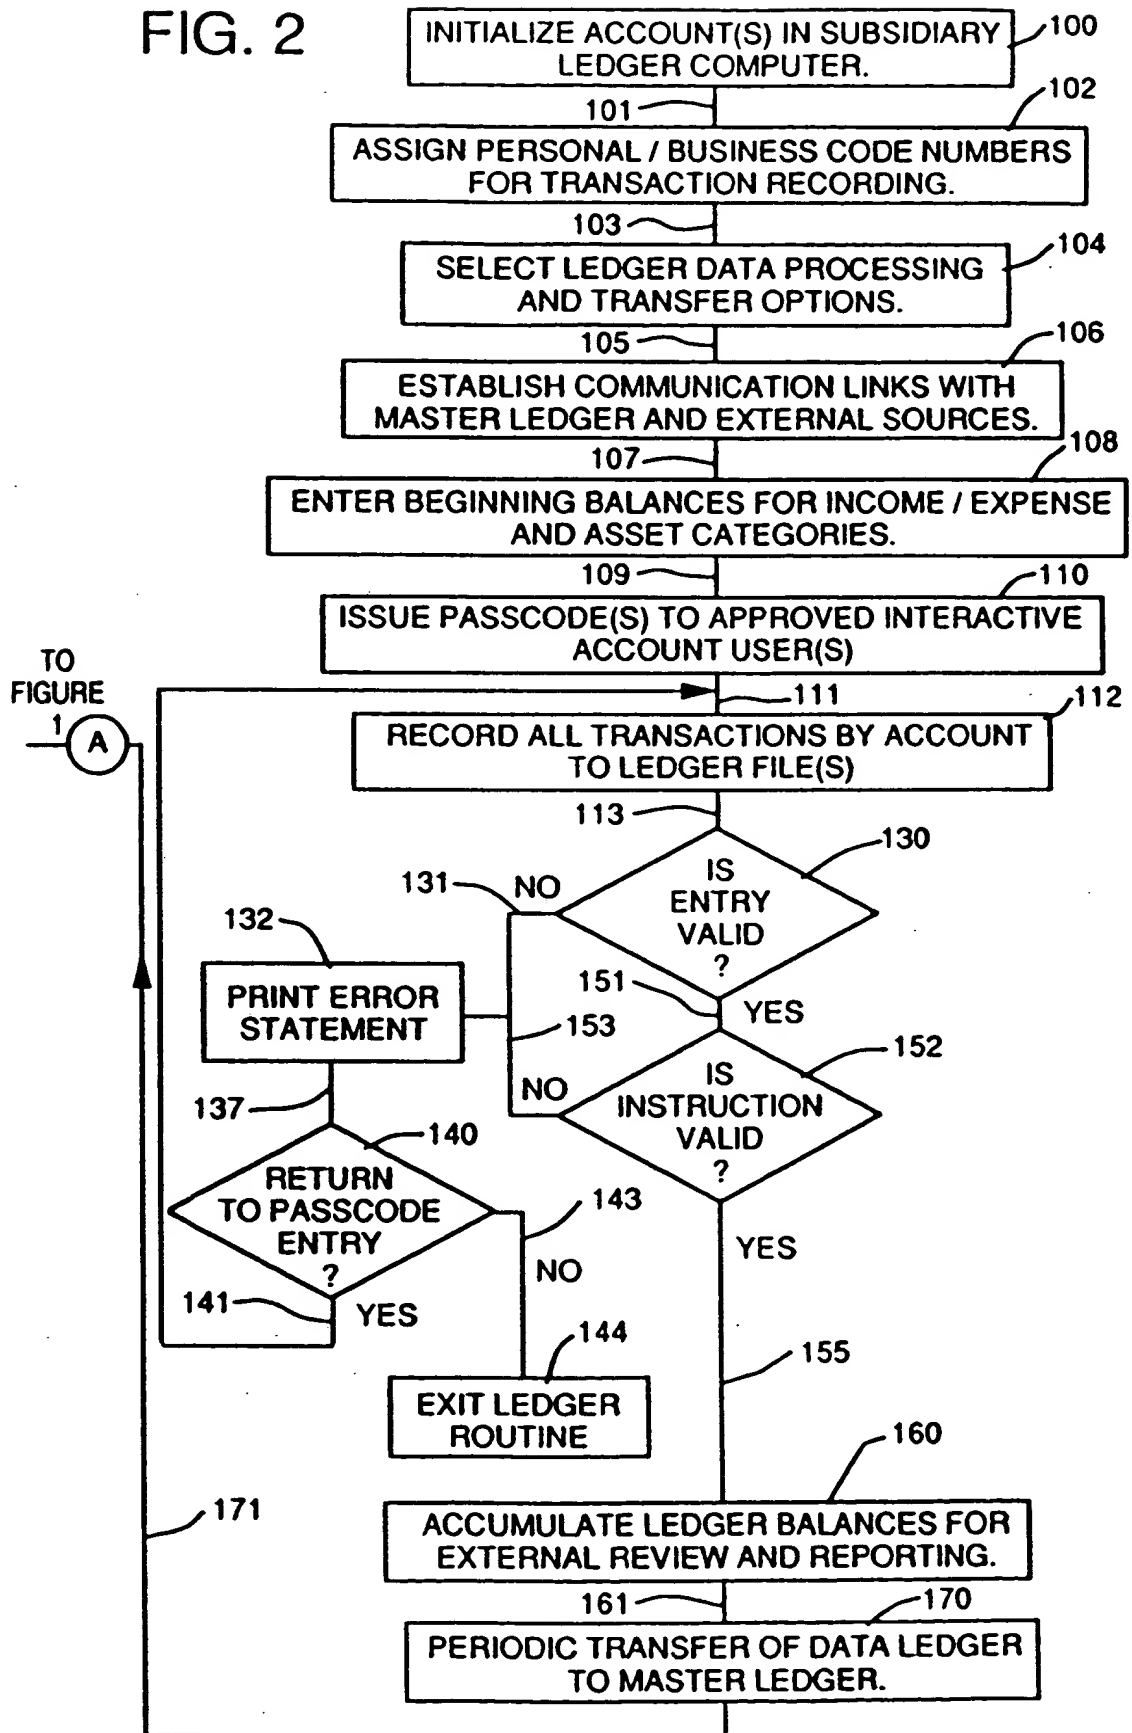 FIG. 2
INITIALIZE ACCOUNT(S) IN SUBSIDIARY
LEDGER COMPUTER.
100
101
102
ASSIGN PERSONAL / BUSINESS CODE NUMBERS
FOR TRANSACTION RECORDING.
103
104
SELECT LEDGER DATA PROCESSING
AND TRANSFER OPTIONS.
105
106
ESTABLISH COMMUNICATION LINKS WITH
MASTER LEDGER AND EXTERNAL SOURCES.
107
108
ENTER BEGINNING BALANCES FOR INCOME / EXPENSE
AND ASSET CATEGORIES.
109
110
ISSUE PASSCODE(S) TO APPROVED INTERACTIVE
ACCOUNT USER(S)
TO
FIGURE
1
A
111
112
RECORD ALL TRANSACTIONS BY ACCOUNT
TO LEDGER FILE(S)
113
130
IS
ENTRY
VALID
?
131
NO
132
PRINT ERROR
STATEMENT
151
YES
153
152
IS
INSTRUCTION
VALID
?
NO
137
140
RETURN
TO PASSCODE
ENTRY
?
143
NO
141
YES
YES
144
EXIT LEDGER
ROUTINE
155
160
ACCUMULATE LEDGER BALANCES FOR
EXTERNAL REVIEW AND REPORTING.
171
161
170
PERIODIC TRANSFER OF DATA LEDGER
TO MASTER LEDGER.